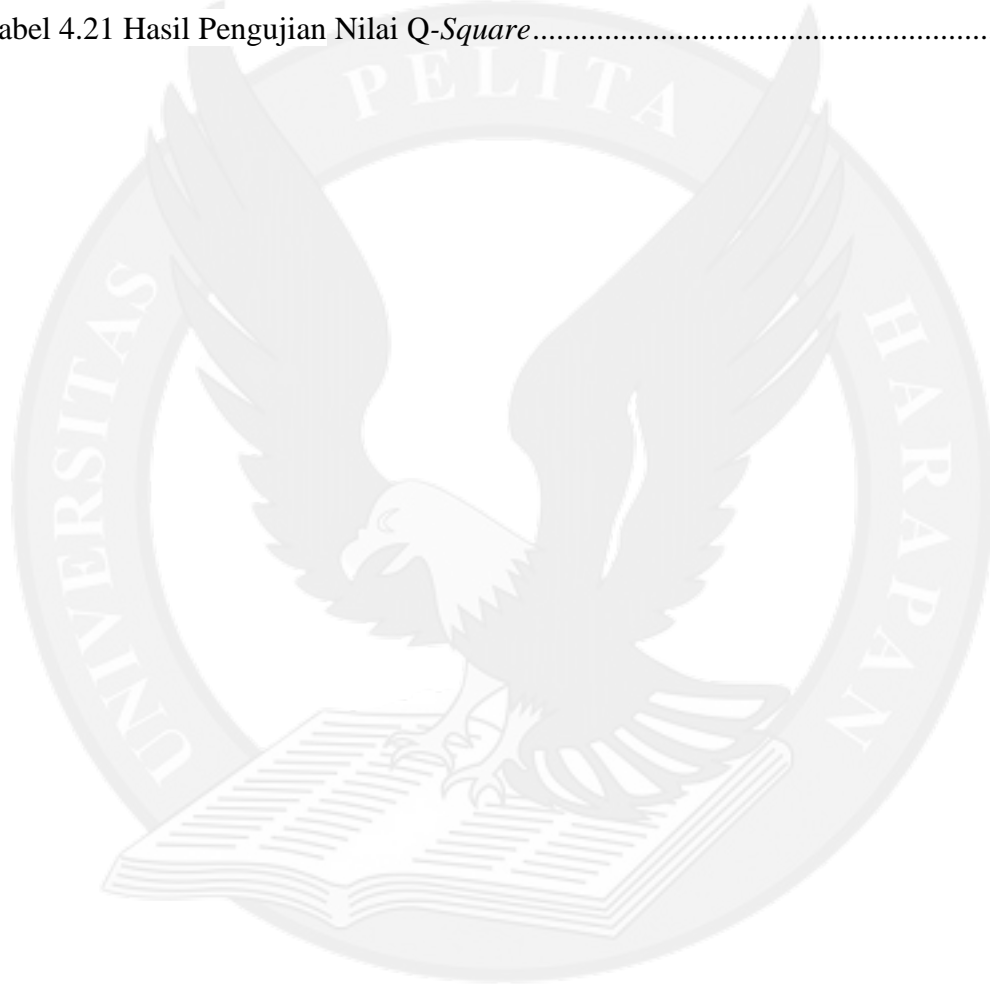 abel 4.21 Hasil Pengujian Nilai Q-Square.........................................................
PELITA
UNIVERSITAS
HARAPAN